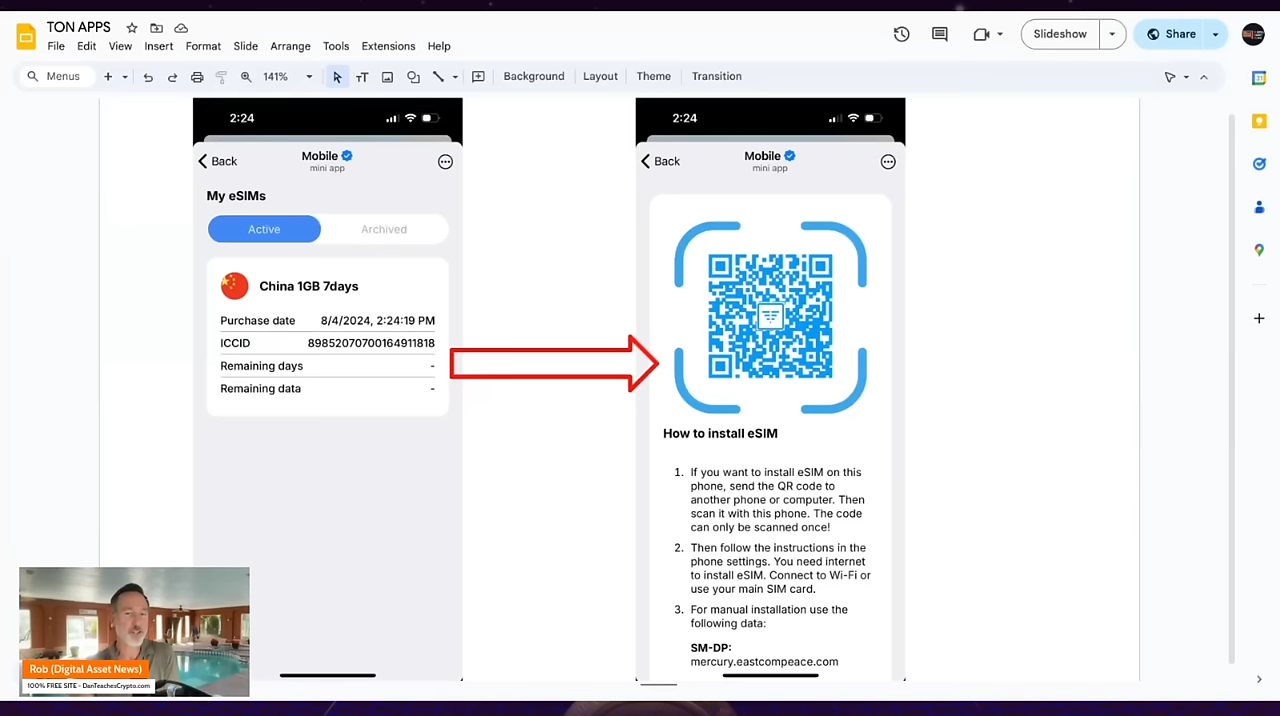 TON APPS
File Edit View Insert Format Slide Arrange Tools Extensions Help
Slideshow
Share
Menus
141%
Background Layout Theme Transition
2:24
Back
Mobile
mini app
My eSIMs
Active Archived
China 1GB 7days
Purchase date 8/4/2024, 2:24:19 PM
ICCID 89852070700164911818
Remaining days -
Remaining data -
2:24
Back
Mobile
mini app
How to install eSIM
1. If you want to install eSIM on this
phone, send the QR code to
another phone or computer. Then
scan it with this phone. The code
can only be scanned once!
2. Then follow the instructions in the
phone settings. You need internet
to install eSIM. Connect to Wi-Fi or
use your main SIM card.
3. For manual installation use the
following data:
SM-DP:
mercury.eastcompeace.com
Rob (Digital Asset News)
100% FREE SITE - DanTeachesCrypto.com